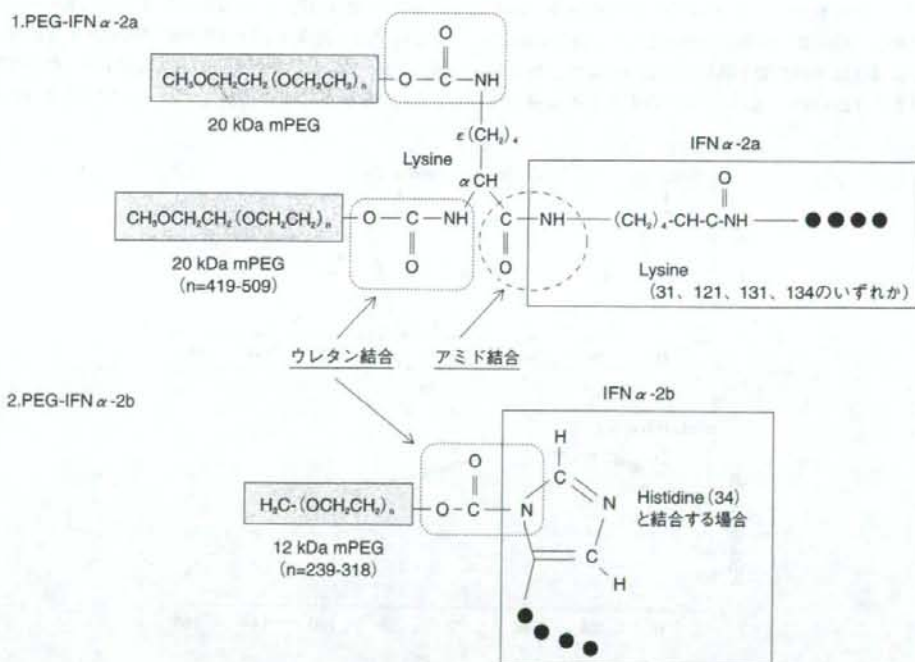 1.PEG-IFNα-2a
O
CH₃OCH₂CH₂(OCH₂CH₂)ₙ
O
C
NH
20 kDa mPEG
ε(CH₂)₄
Lysine
αCH
IFNα-2a
O
CH₃OCH₂CH₂(OCH₂CH₂)ₙ
O
C
NH
C
NH
(CH₂)₄-CH-C-NH
20 kDa mPEG
(n=419-509)
O
O
Lysine
(31、121、131、134のいずれか)
ウレタン結合
アミド結合
2.PEG-IFNα-2b
IFNα-2b
H
O
C
H₃C-(OCH₂CH₂)ₙ
O
C
N
N
Histidine(34)
と結合する場合
12 kDa mPEG
(n=239-318)
C
H